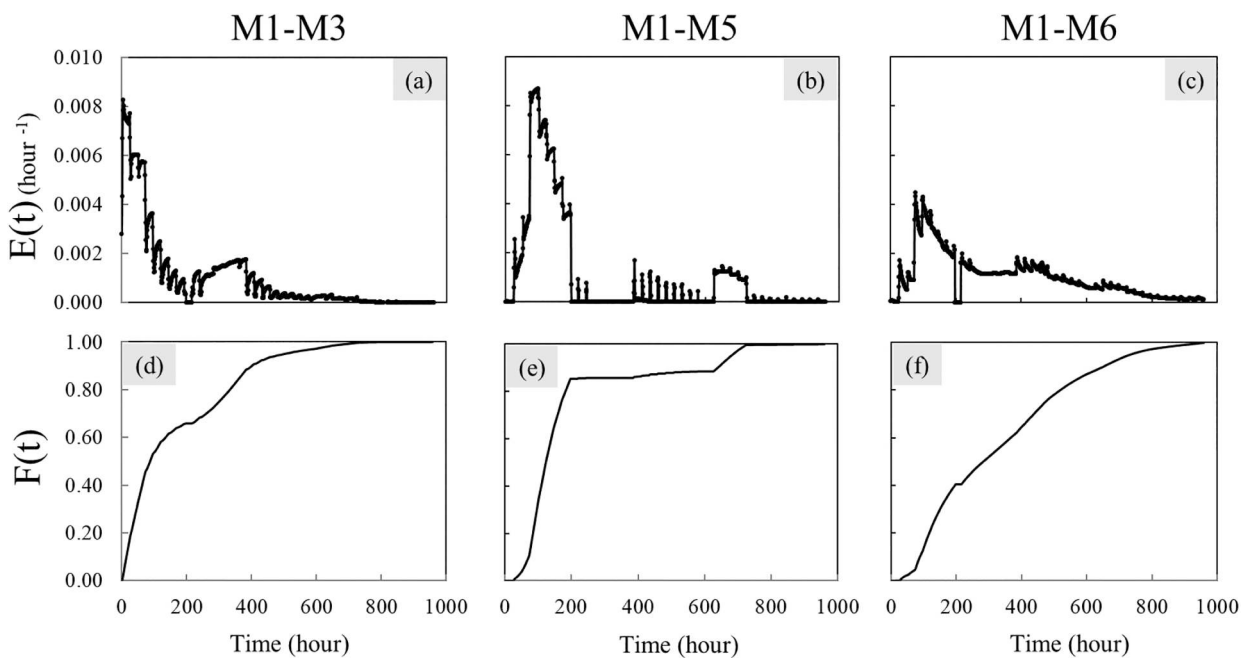 M1-M3 M1-M5 M1-M6
0.010 (a) (b) (c)
0.008
0.006
0.004
0.002
0.000
E(t) (hour -1)
1.00 (d) (e) (f)
0.80
0.60
0.40
0.20
0.00
F(t)
0 200 400 600 800 1000 0 200 400 600 800 1000 0 200 400 600 800 1000
Time (hour) Time (hour) Time (hour)